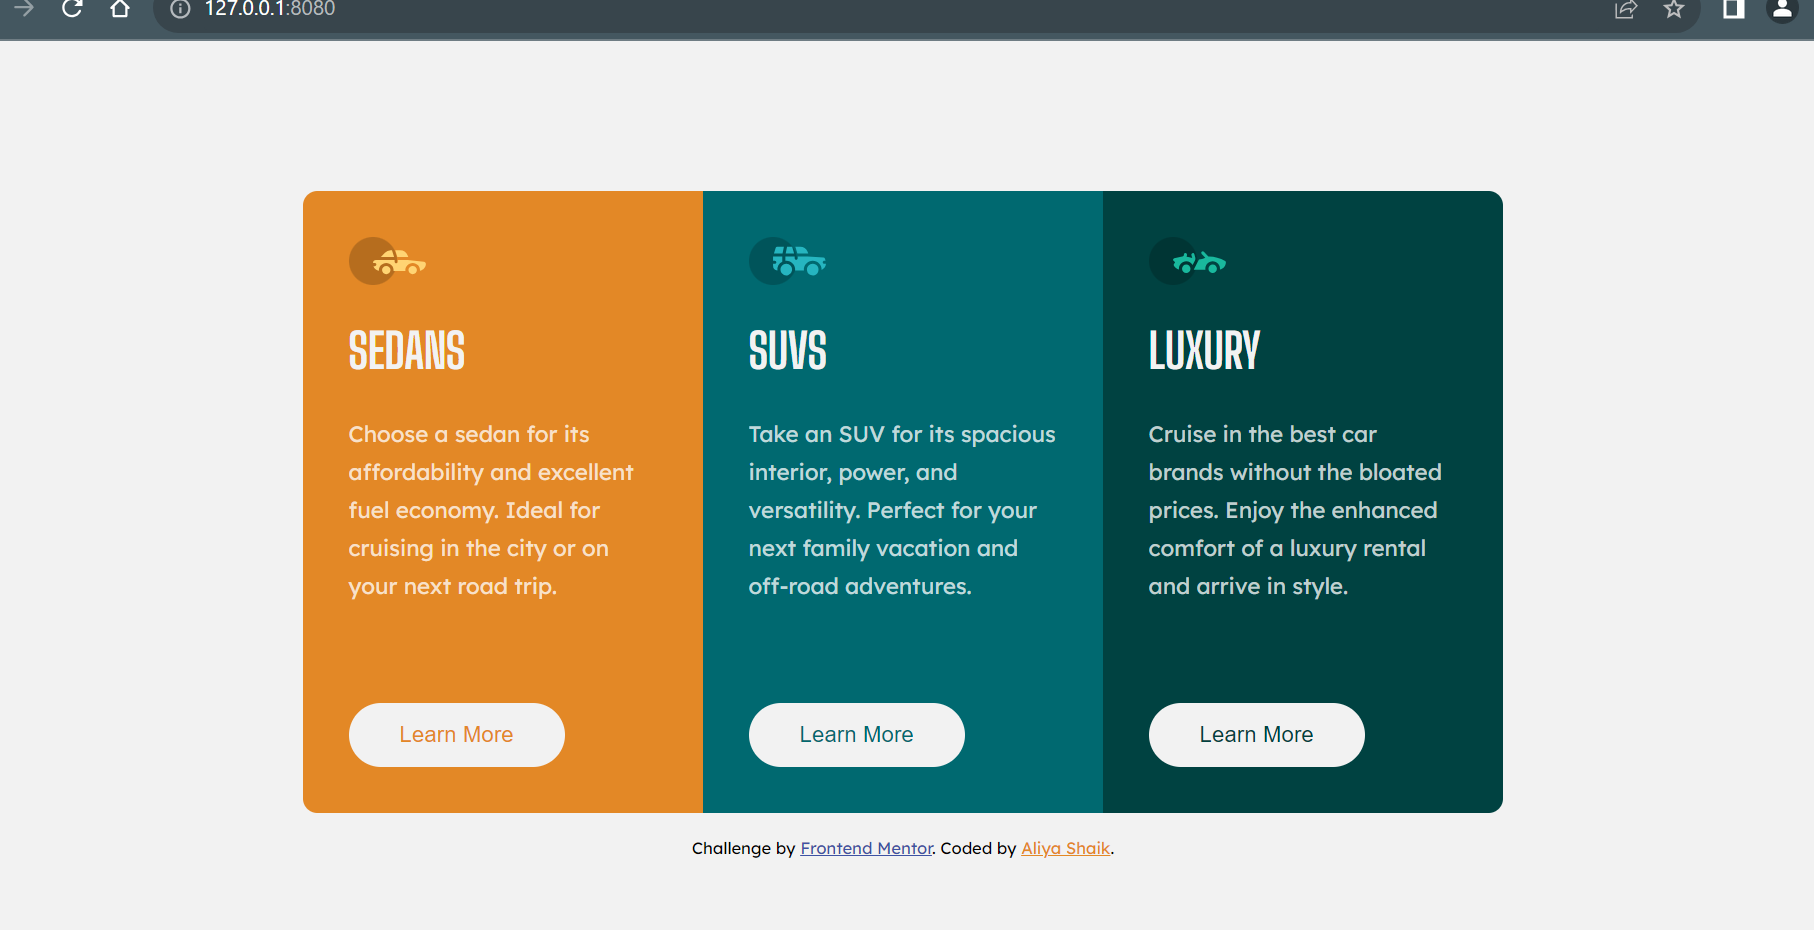 127.0.0.1:8080
SEDANS
Choose a sedan for its
affordability and excellent
fuel economy. Ideal for
cruising in the city or on
your next road trip.
Learn More
SUVS
Take an SUV for its spacious
interior, power, and
versatility. Perfect for your
next family vacation and
off-road adventures.
Learn More
LUXURY
Cruise in the best car
brands without the bloated
prices. Enjoy the enhanced
comfort of a luxury rental
and arrive in style.
Learn More
Challenge by Frontend Mentor. Coded by Aliya Shaik.